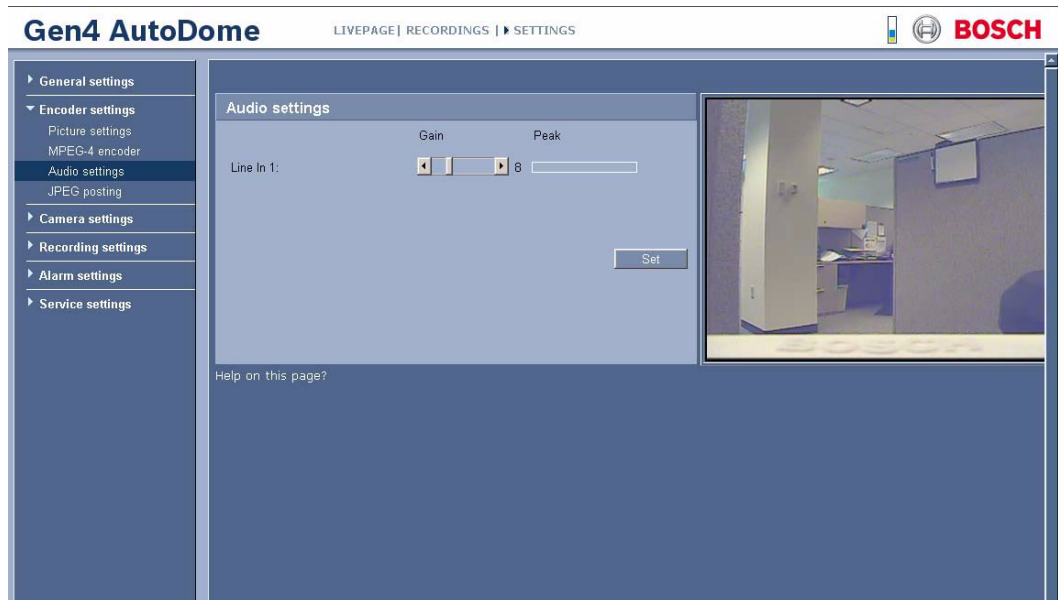 Gen4 AutoDome
LIVEPAGE| RECORDINGS | SETTINGS
BOSCH
General settings
Encoder settings
Picture settings
MPEG-4 encoder
Audio settings
JPEG posting
Camera settings
Recording settings
Alarm settings
Service settings
Audio settings
Gain Peak
Line In 1: 8
Set
BOSCH
Help on this page?